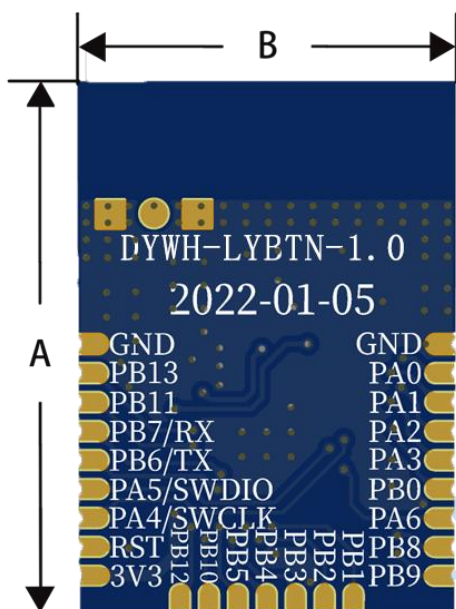 B
A
DYWH-LYBTN-1.0
2022-01-05
GND GND
PB13 PA0
PB11 PA1
PB7/RX PA2
PB6/TX PA3
PA5/SWDIO PB0
PA4/SWCLK PA6
RST PB8
3V3 PB9
PB12 PB10 PB5 PB4 PB3 PB2 PB1